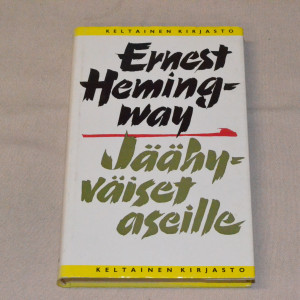 KELTAINEN KIRJASTO
Ernest
Heming-
way
Jäähy-
väiset
aseille
KELTAINEN KIRJASTO